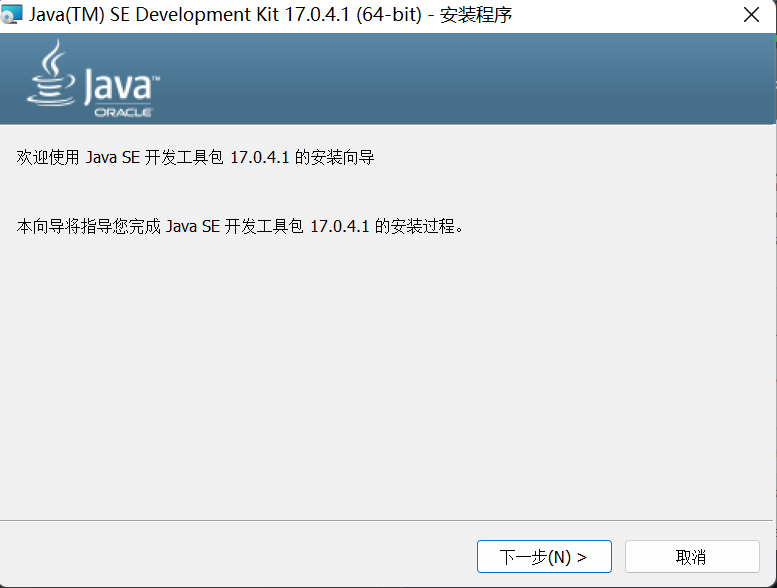 Java(TM) SE Development Kit 17.0.4.1 (64-bit) - 安装程序
Java™
ORACLE
欢迎使用 Java SE 开发工具包 17.0.4.1 的安装向导
本向导将指导您完成 Java SE 开发工具包 17.0.4.1 的安装过程。
下一步(N) >
取消